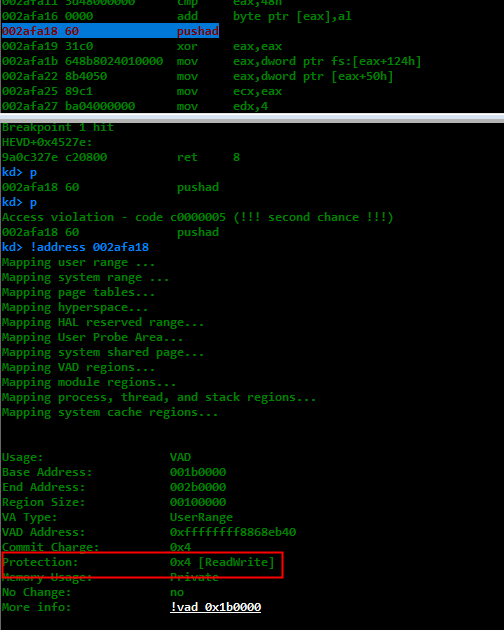 002afa11 3d48000000 cmp eax,48h
002afa16 0000 add byte ptr [eax],al
002afa18 60 pushad
002afa19 31c0 xor eax,eax
002afa1b 648b8024010000 mov eax,dword ptr fs:[eax+124h]
002afa22 8b4050 mov eax,dword ptr [eax+50h]
002afa25 89c1 mov ecx,eax
002afa27 ba04000000 mov edx,4
Breakpoint 1 hit
HEVD+0x4527e:
9a0c327e c20800 ret 8
kd> p
002afa18 60 pushad
kd> p
Access violation - code c0000005 (!!! second chance !!!)
002afa18 60 pushad
kd> !address 002afa18
Mapping user range ...
Mapping system range ...
Mapping page tables...
Mapping hyperspace...
Mapping HAL reserved range...
Mapping User Probe Area...
Mapping system shared page...
Mapping VAD regions...
Mapping module regions...
Mapping process, thread, and stack regions...
Mapping system cache regions...
Usage: VAD
Base Address: 001b0000
End Address: 002b0000
Region Size: 00100000
VA Type: UserRange
VAD Address: 0xffffffff8868eb40
Commit Charge: 0x4
Protection: 0x4 [ReadWrite]
Memory Usage: Private
No Change: no
More info: !vad 0x1b0000